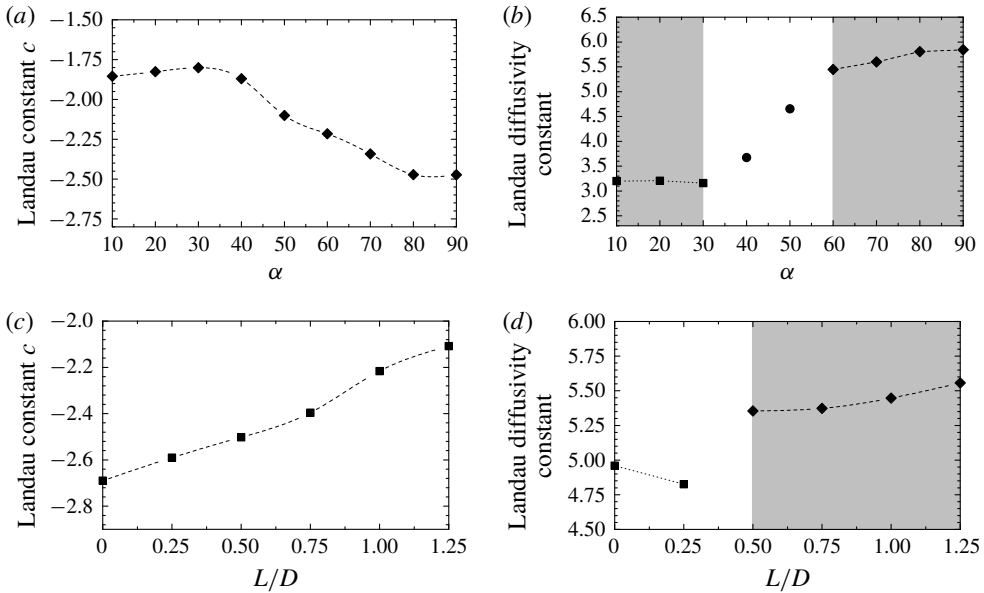 (a)
Landau constant c
−1.50
−1.75
−2.00
−2.25
−2.50
−2.75
10 20 30 40 50 60 70 80 90
α
(b)
Landau diffusivity
constant
6.5
6.0
5.5
5.0
4.5
4.0
3.5
3.0
2.5
10 20 30 40 50 60 70 80 90
α
(c)
Landau constant c
−2.0
−2.2
−2.4
−2.6
−2.8
0 0.25 0.50 0.75 1.00 1.25
L/D
(d)
Landau diffusivity
constant
6.00
5.75
5.50
5.25
5.00
4.75
4.50
0 0.25 0.50 0.75 1.00 1.25
L/D